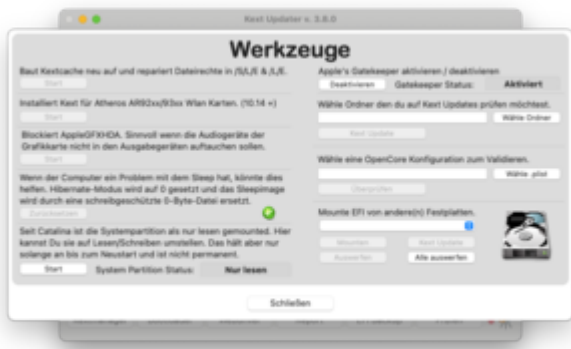 Kext Updater v. 3.8.0
Werkzeuge
Baut Kextcache neu auf und repariert Dateirechte in /S/L/E & /L/E.
Start
Installiert Kext für Atheros AR92xx/93xx Wlan Karten. (10.14 +)
Start
Blockiert AppleGFXHDA. Sinnvoll wenn die Audiogeräte der
Grafikkarte nicht in den Ausgabegeräten auftauchen sollen.
Start
Wenn der Computer ein Problem mit dem Sleep hat, könnte dies
helfen. Hibernate-Modus wird auf 0 gesetzt und das Sleepimage
wird durch eine schreibgeschützte 0-Byte-Datei ersetzt.
Zurücksetzen
Seit Catalina ist die Systempartition als nur lesen gemounted. Hier
kannst Du sie auf Lesen/Schreiben umstellen. Das hält aber nur
solange an bis zum Neustart und ist nicht permanent.
Start
System Partition Status:
Nur lesen
Apple's Gatekeeper aktivieren / deaktivieren
Deaktivieren
Gatekeeper Status:
Aktiviert
Wähle Ordner den du auf Kext Updates prüfen möchtest.
Wähle Ordner
Kext Update
Wähle eine OpenCore Konfiguration zum Validieren.
Wähle .plist
Überprüfen
Mounte EFI von andere(n) Festplatten.
Mounten
Kext Update
Auswerfen
Alle auswerfen
Schließen